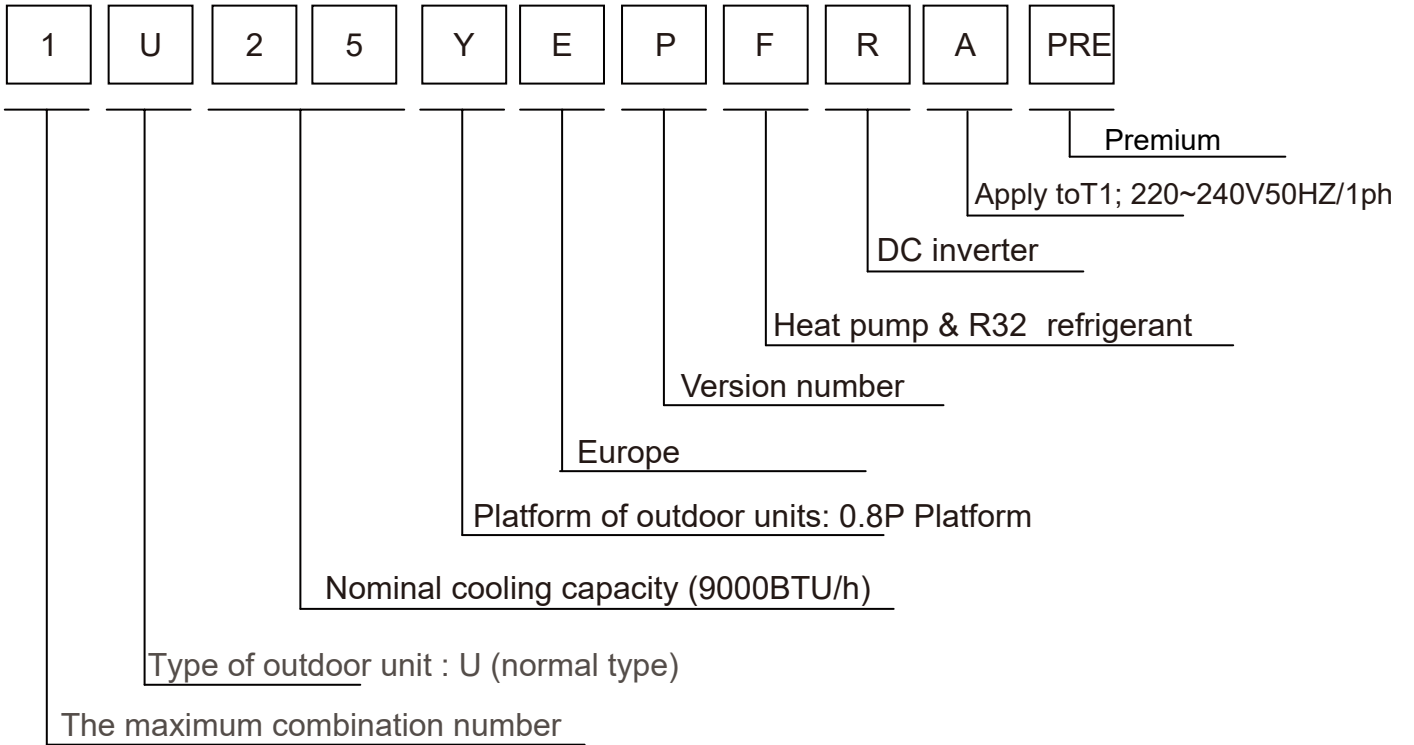 1 U 2 5 Y E P F R A PRE
Premium
Apply toT1; 220~240V50HZ/1ph
DC inverter
Heat pump & R32 refrigerant
Version number
Europe
Platform of outdoor units: 0.8P Platform
Nominal cooling capacity (9000BTU/h)
Type of outdoor unit : U (normal type)
The maximum combination number